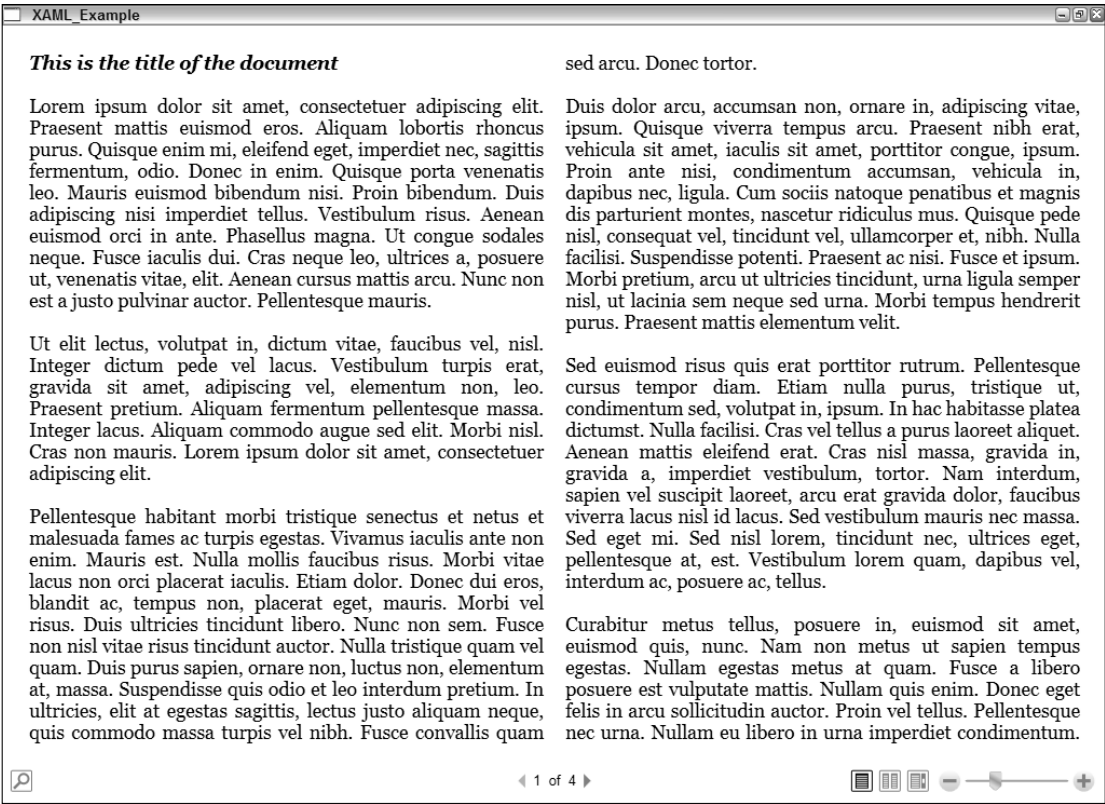 XAML_Example
This is the title of the document
Lorem ipsum dolor sit amet, consectetuer adipiscing elit.
Praesent mattis euismod eros. Aliquam lobortis rhoncus
purus. Quisque enim mi, eleifend eget, imperdiet nec, sagittis
fermentum, odio. Donec in enim. Quisque porta venenatis
leo. Mauris euismod bibendum nisi. Proin bibendum. Duis
adipiscing nisi imperdiet tellus. Vestibulum risus. Aenean
euismod orci in ante. Phasellus magna. Ut congue sodales
neque. Fusce iaculis dui. Cras neque leo, ultrices a, posuere
ut, venenatis vitae, elit. Aenean cursus mattis arcu. Nunc non
est a justo pulvinar auctor. Pellentesque mauris.
Ut elit lectus, volutpat in, dictum vitae, faucibus vel, nisl.
Integer dictum pede vel lacus. Vestibulum turpis erat,
gravida sit amet, adipiscing vel, elementum non, leo.
Praesent pretium. Aliquam fermentum pellentesque massa.
Integer lacus. Aliquam commodo augue sed elit. Morbi nisl.
Cras non mauris. Lorem ipsum dolor sit amet, consectetuer
adipiscing elit.
Pellentesque habitant morbi tristique senectus et netus et
malesuada fames ac turpis egestas. Vivamus iaculis ante non
enim. Mauris est. Nulla mollis faucibus risus. Morbi vitae
lacus non orci placerat iaculis. Etiam dolor. Donec dui eros,
blandit ac, tempus non, placerat eget, mauris. Morbi vel
risus. Duis ultricies tincidunt libero. Nunc non sem. Fusce
non nisl vitae risus tincidunt auctor. Nulla tristique quam vel
quam. Duis purus sapien, ornare non, luctus non, elementum
at, massa. Suspendisse quis odio et leo interdum pretium. In
ultricies, elit at egestas sagittis, lectus justo aliquam neque,
quis commodo massa turpis vel nibh. Fusce convallis quam
sed arcu. Donec tortor.
Duis dolor arcu, accumsan non, ornare in, adipiscing vitae,
ipsum. Quisque viverra tempus arcu. Praesent nibh erat,
vehicula sit amet, iaculis sit amet, porttitor congue, ipsum.
Proin ante nisi, condimentum accumsan, vehicula in,
dapibus nec, ligula. Cum sociis natoque penatibus et magnis
dis parturient montes, nascetur ridiculus mus. Quisque pede
nisl, consequat vel, tincidunt vel, ullamcorper et, nibh. Nulla
facilisi. Suspendisse potenti. Praesent ac nisi. Fusce et ipsum.
Morbi pretium, arcu ut ultricies tincidunt, urna ligula semper
nisl, ut lacinia sem neque sed urna. Morbi tempus hendrerit
purus. Praesent mattis elementum velit.
Sed euismod risus quis erat porttitor rutrum. Pellentesque
cursus tempor diam. Etiam nulla purus, tristique ut,
condimentum sed, volutpat in, ipsum. In hac habitasse platea
dictumst. Nulla facilisi. Cras vel tellus a purus laoreet aliquet.
Aenean mattis eleifend erat. Cras nisl massa, gravida in,
gravida a, imperdiet vestibulum, tortor. Nam interdum,
sapien vel suscipit laoreet, arcu erat gravida dolor, faucibus
viverra lacus nisl id lacus. Sed vestibulum mauris nec massa.
Sed eget mi. Sed nisl lorem, tincidunt nec, ultrices eget,
pellentesque at, est. Vestibulum lorem quam, dapibus vel,
interdum ac, posuere ac, tellus.
Curabitur metus tellus, posuere in, euismod sit amet,
euismod quis, nunc. Nam non metus ut sapien tempus
egestas. Nullam egestas metus at quam. Fusce a libero
posuere est vulputate mattis. Nullam quis enim. Donec eget
felis in arcu sollicitudin auctor. Proin vel tellus. Pellentesque
nec urna. Nullam eu libero in urna imperdiet condimentum.
1 of 4